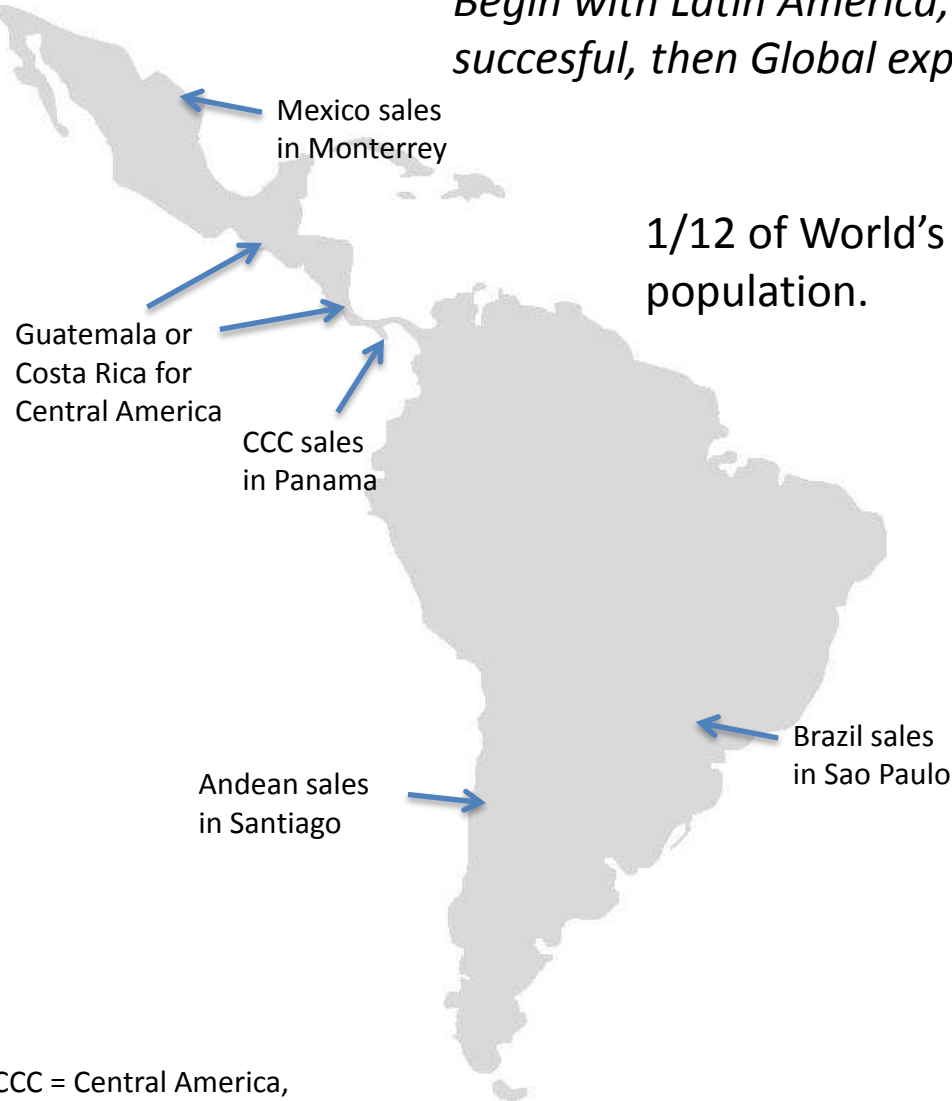 Begin with Latin America,
succesful, then Global exp
Mexico sales
in Monterrey
1/12 of World's
population.
Guatemala or
Costa Rica for
Central America
CCC sales
in Panama
Brazil sales
in Sao Paulo
Andean sales
in Santiago
CCC = Central America,